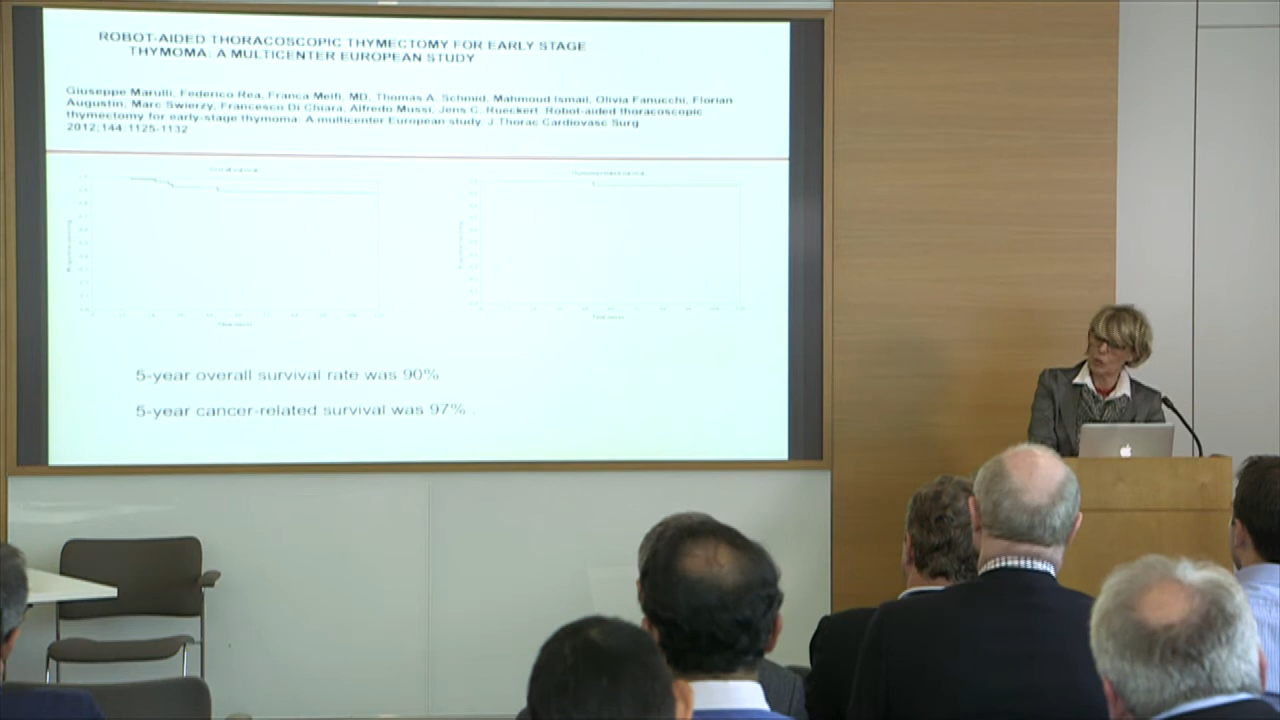 ROBOT-AIDED THORACOSCOPIC THYMECTOMY FOR EARLY STAGE
THYMOMA: A MULTICENTER EUROPEAN STUDY
Giuseppe Marulli, Federico Rea, Franca Melfi, MD, Thomas A. Schmid, Mahmoud Ismail, Olivia Fanucchi, Florian
Augustin, Marc Swierzy, Francesco Di Chiara, Alfredo Mussi, Jens C. Rueckert. Robot-aided thoracoscopic
thymectomy for early-stage thymoma: A multicenter European study. J Thorac Cardiovasc Surg
2012;144:1125-1132
5-year overall survival rate was 90%
5-year cancer-related survival was 97% .